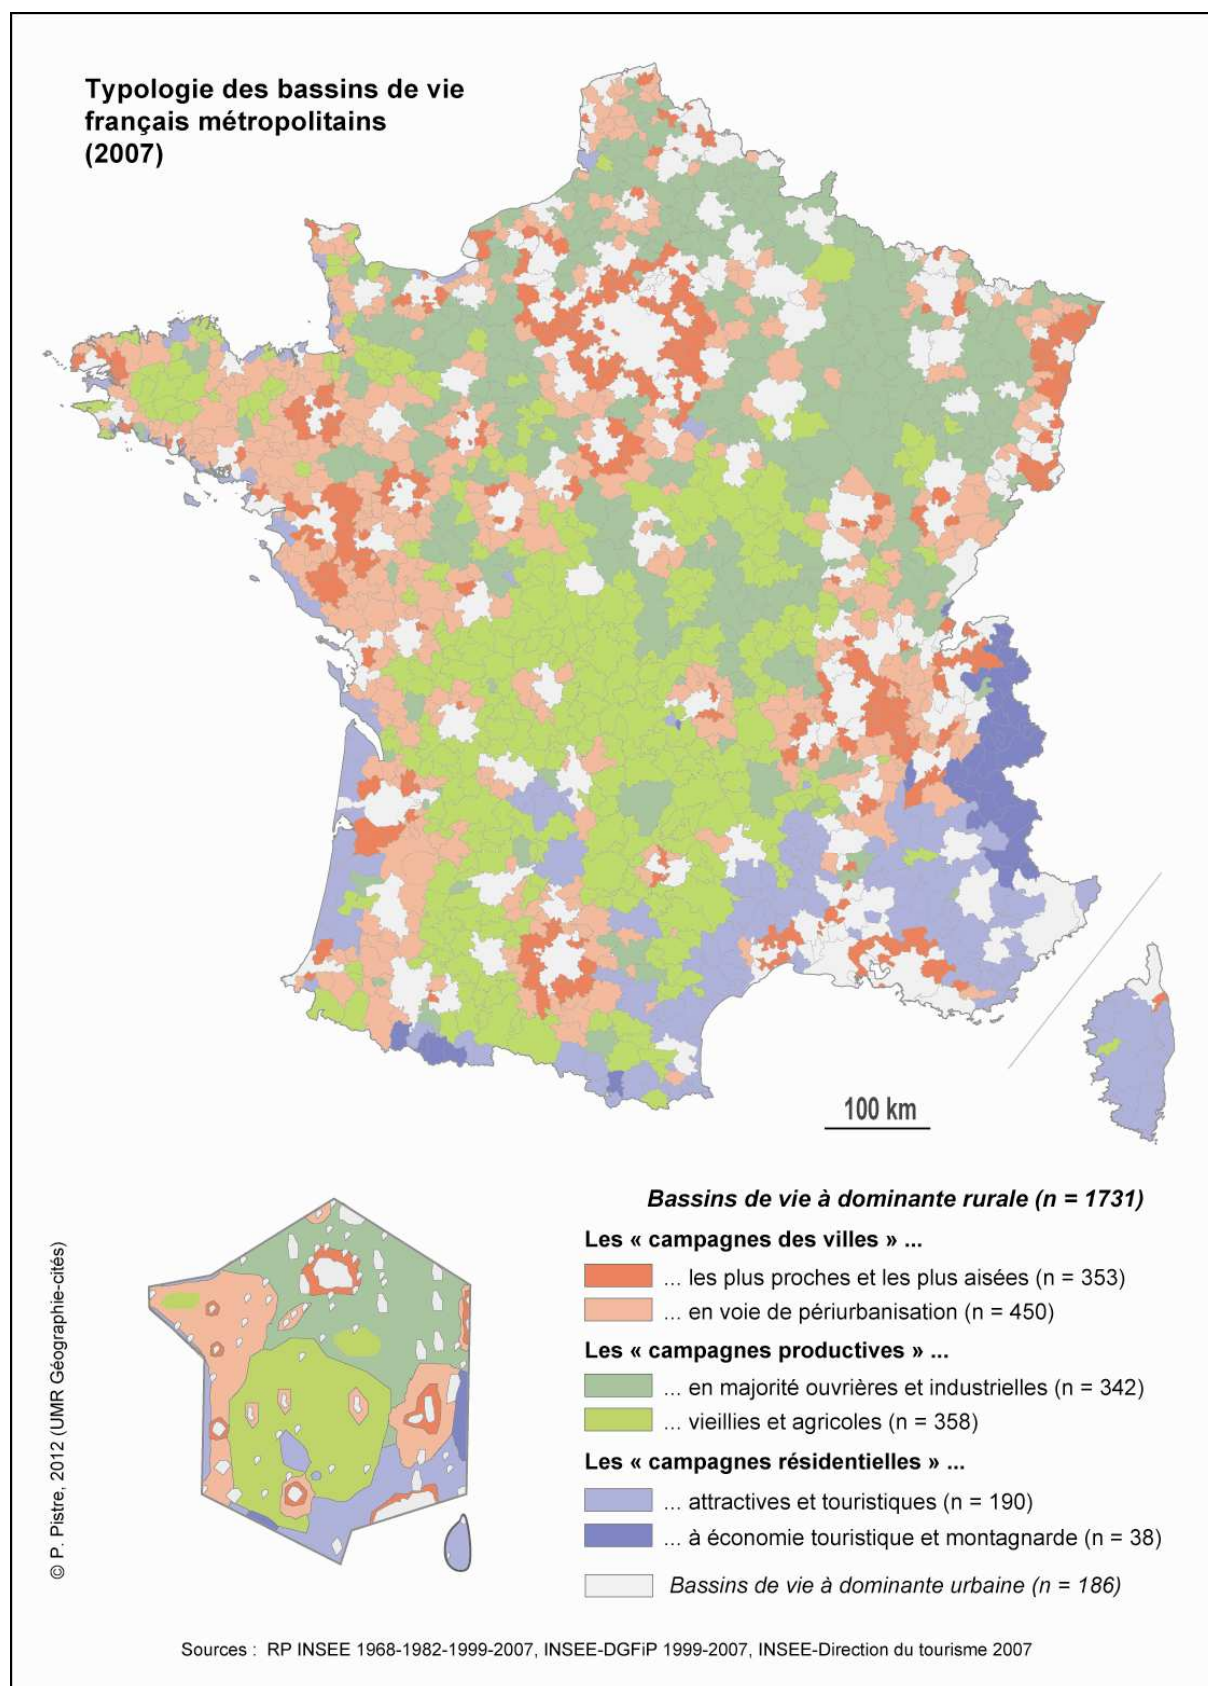 Typologie des bassins de vie
français métropolitains
(2007)
100 km
Bassins de vie à dominante rurale (n = 1731)
Les « campagnes des villes » ...
... les plus proches et les plus aisées (n = 353)
... en voie de périurbanisation (n = 450)
Les « campagnes productives » ...
... en majorité ouvrières et industrielles (n = 342)
... vieillies et agricoles (n = 358)
Les « campagnes résidentielles » ...
... attractives et touristiques (n = 190)
... à économie touristique et montagnarde (n = 38)
Bassins de vie à dominante urbaine (n = 186)
© P. Pistre, 2012 (UMR Géographie-cités)
Sources : RP INSEE 1968-1982-1999-2007, INSEE-DGFiP 1999-2007, INSEE-Direction du tourisme 2007